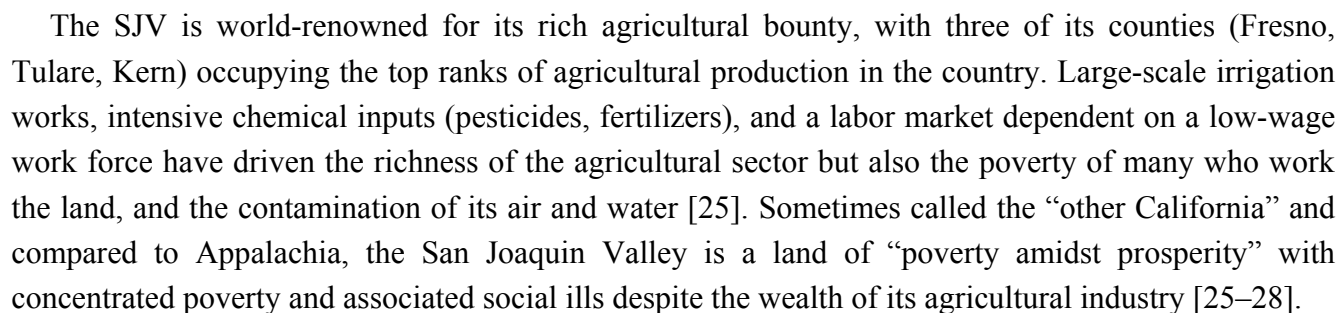 The SJV is world-renowned for its rich agricultural bounty, with three of its counties (Fresno,
Tulare, Kern) occupying the top ranks of agricultural production in the country. Large-scale irrigation
works, intensive chemical inputs (pesticides, fertilizers), and a labor market dependent on a low-wage
work force have driven the richness of the agricultural sector but also the poverty of many who work
the land, and the contamination of its air and water [25]. Sometimes called the “other California” and
compared to Appalachia, the San Joaquin Valley is a land of “poverty amidst prosperity” with
concentrated poverty and associated social ills despite the wealth of its agricultural industry [25–28].